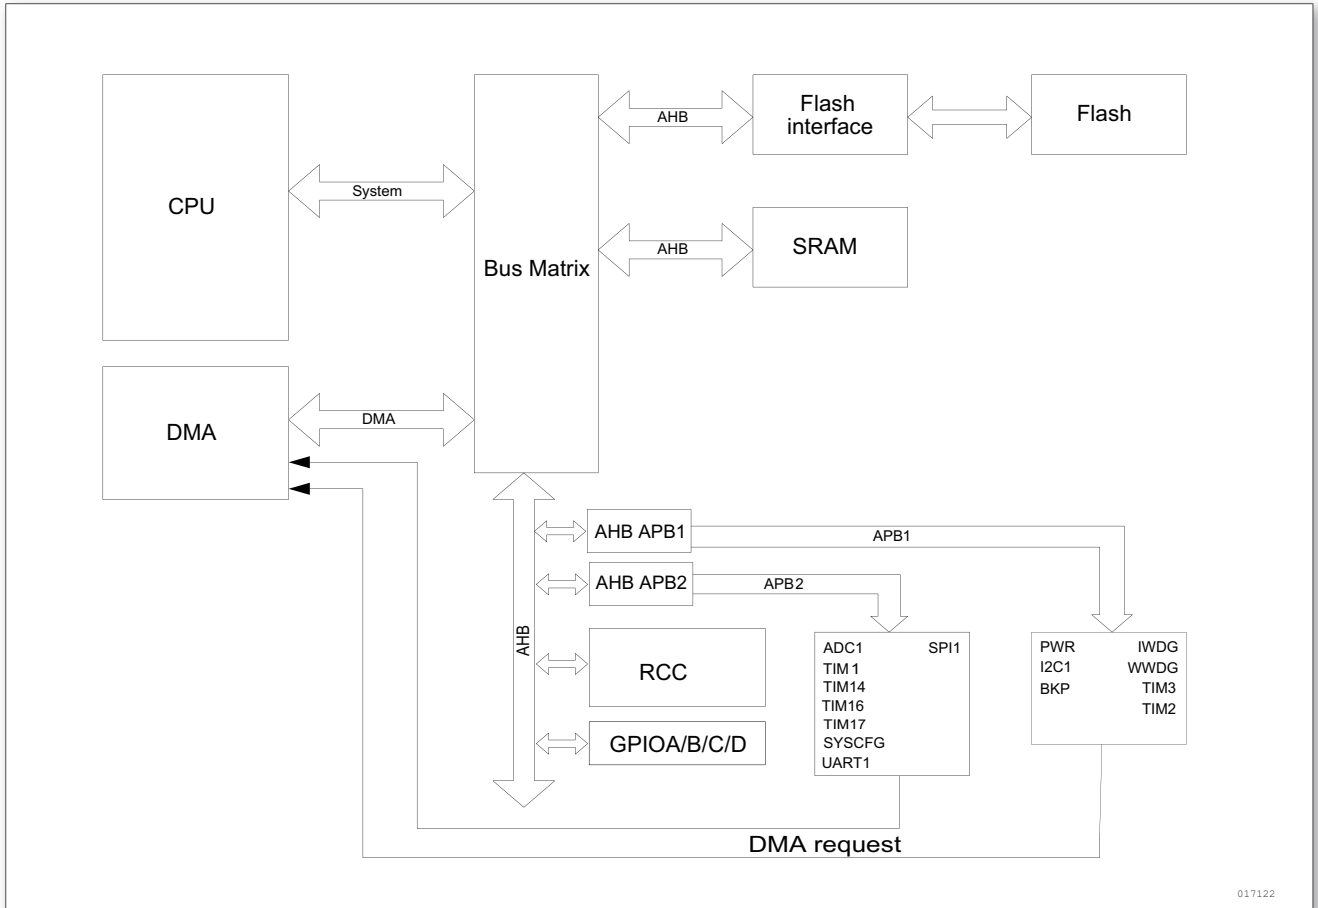 Flash
interface
AHB
Flash
CPU
System
Bus Matrix
AHB
SRAM
DMA
DMA
AHB
AHB APB1
APB1
AHB APB2
APB2
RCC
GPIOA/B/C/D
ADC1 SPI1
TIM1
TIM14
TIM16
TIM17
SYSCFG
UART1
PWR IWDG
I2C1 WWDG
BKP TIM3
TIM2
DMA request
017122